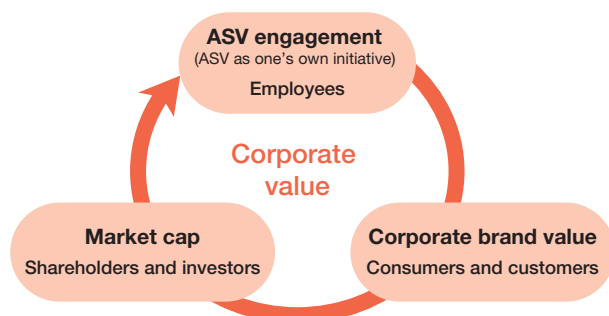 ASV engagement
(ASV as one's own initiative)
Employees
Corporate
value
Market cap
Shareholders and investors
Corporate brand value
Consumers and customers